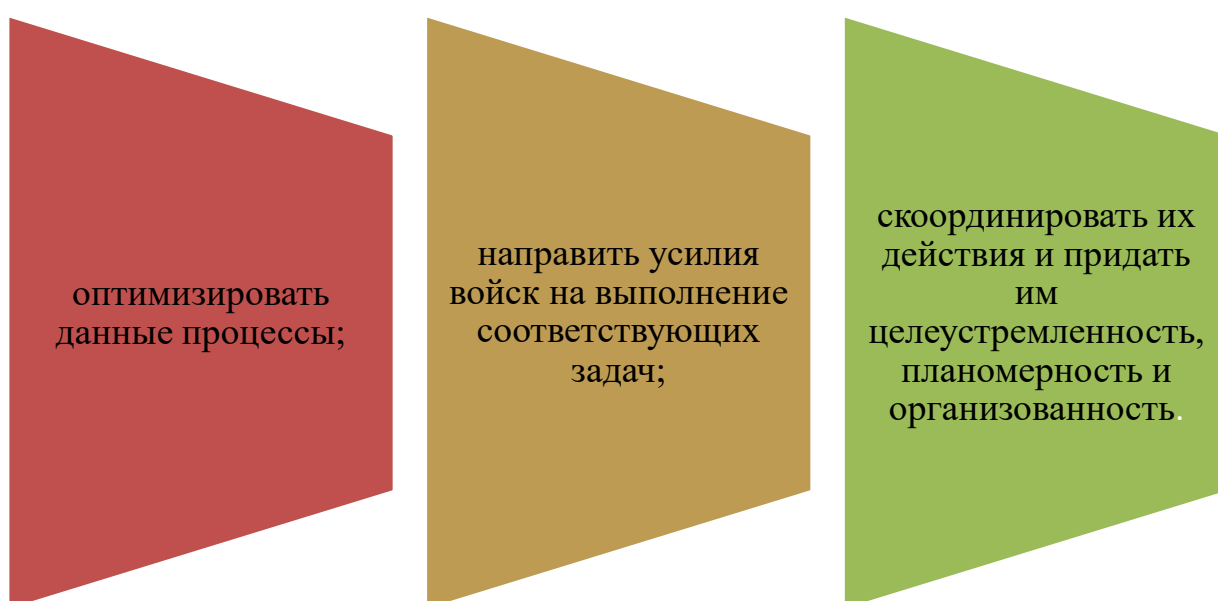 оптимизировать
данные процессы;
направить усилия
войск на выполнение
соответствующих
задач;
скоординировать их
действия и придать
им
целеустремленность,
планомерность и
организованность.